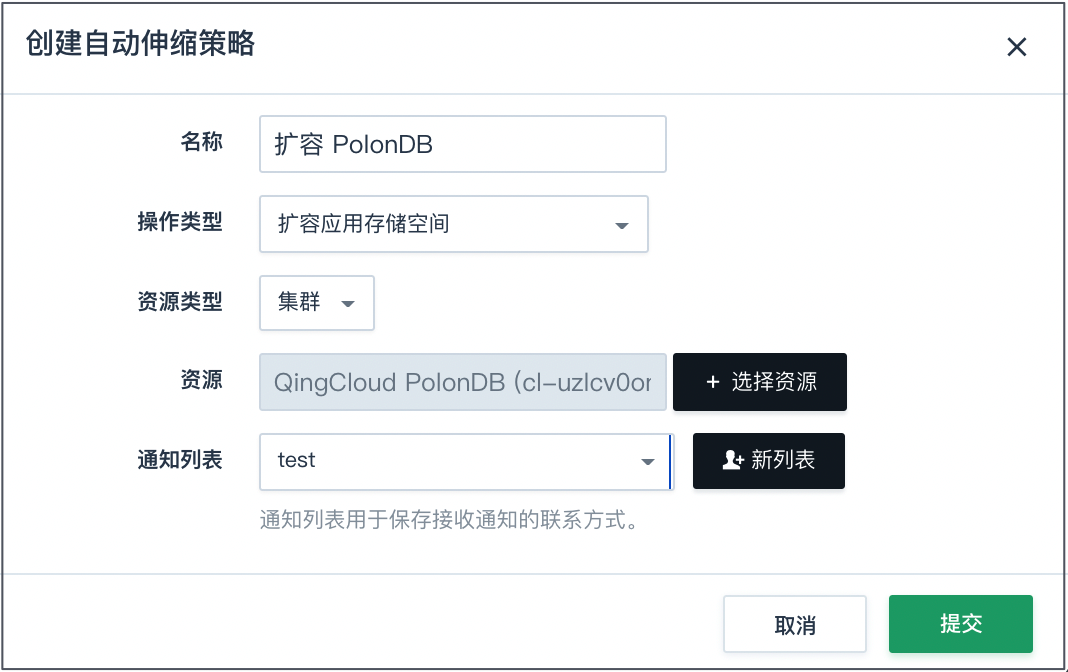 创建自动伸缩策略
名称 扩容 PolonDB
操作类型 扩容应用存储空间
资源类型 集群
资源 QingCloud PolonDB (cl-uzlcv0or + 选择资源
通知列表 test 新列表
通知列表用于保存接收通知的联系方式。
取消 提交